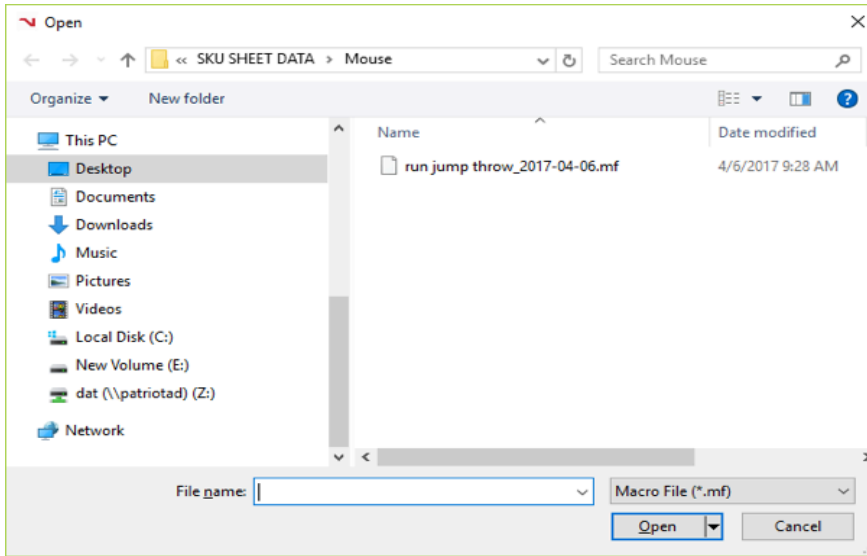 Open
« SKU SHEET DATA > Mouse
Search Mouse
Organize
New folder
Name
Date modified
This PC
Desktop
Documents
Downloads
Music
Pictures
Videos
Local Disk (C:)
New Volume (E:)
dat (\\patriotad) (Z:)
Network
run jump throw_2017-04-06.mf
4/6/2017 9:28 AM
File name:
Macro File (*.mf)
Open
Cancel